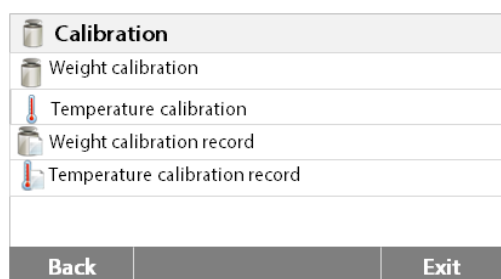 Calibration
Weight calibration
Temperature calibration
Weight calibration record
Temperature calibration record
Back Exit